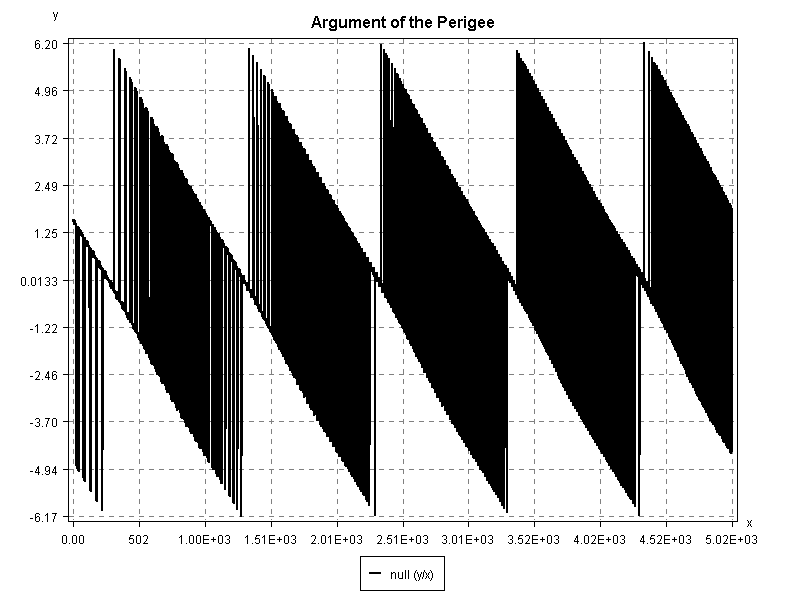 Argument of the Perigee
y
6.20
4.96
3.72
2.49
1.25
0.0133
-1.22
-2.46
-3.70
-4.94
-6.17
0.00 502 1.00E+03 1.51E+03 2.01E+03 2.51E+03 3.01E+03 3.52E+03 4.02E+03 4.52E+03 5.02E+03
x
null (y/x)